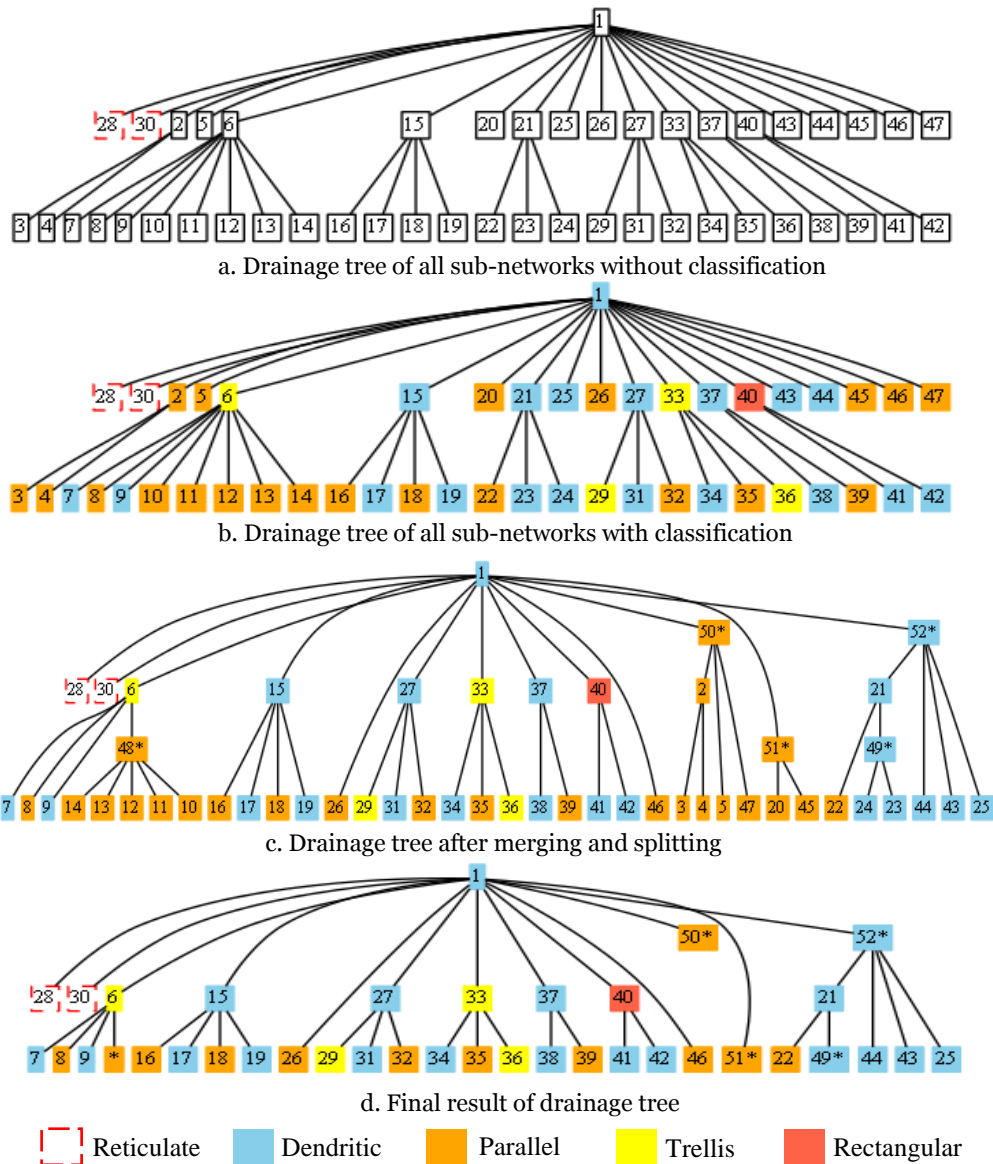 1
28 30 2 5 6 15 20 21 25 26 27 33 37 40 43 44 45 46 47
3 4 7 8 9 10 11 12 13 14 16 17 18 19 22 23 24 29 31 32 34 35 36 38 39 41 42
a. Drainage tree of all sub-networks without classification
1
28 30 2 5 6 15 20 21 25 26 27 33 37 40 43 44 45 46 47
3 4 7 8 9 10 11 12 13 14 16 17 18 19 22 23 24 29 31 32 34 35 36 38 39 41 42
b. Drainage tree of all sub-networks with classification
1
50* 52*
28 30 6 15 27 33 37 40 2 21
48* 51* 49*
7 8 9 14 13 12 11 10 16 17 18 19 26 29 31 32 34 35 36 38 39 41 42 46 3 4 5 47 20 45 22 24 23 44 43 25
c. Drainage tree after merging and splitting
1
50* 52*
28 30 6 15 27 33 37 40 21
7 8 9 * 16 17 18 19 26 29 31 32 34 35 36 38 39 41 42 46 51* 22 49* 44 43 25
d. Final result of drainage tree
Reticulate Dendritic Parallel Trellis Rectangular